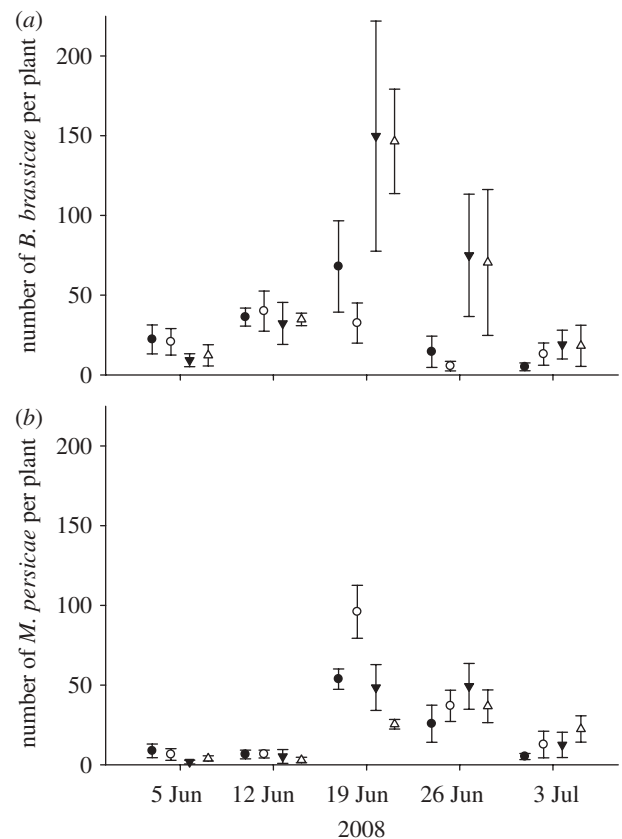 (a)
200
150
100
50
0
number of B. brassicae per plant
(b)
200
150
100
50
0
number of M. persicae per plant
5 Jun 12 Jun 19 Jun 26 Jun 3 Jul
2008